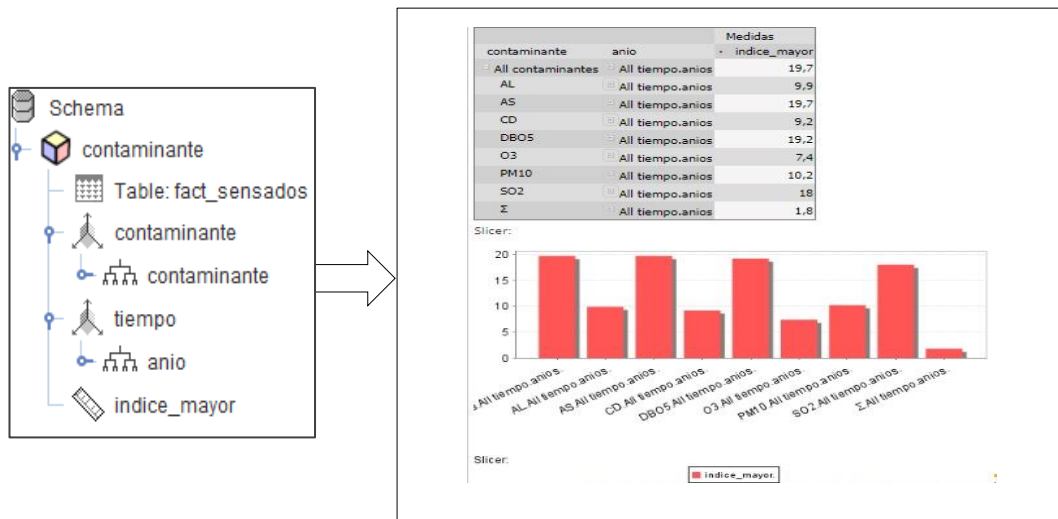 Schema
contaminante
Table: fact_sensados
contaminante
contaminante
tiempo
anio
indice_mayor
Medidas
contaminante anio indice_mayor
All contaminantes All tiempo.anios 19,7
AL All tiempo.anios 9,9
AS All tiempo.anios 19,7
CD All tiempo.anios 9,2
DBO5 All tiempo.anios 19,2
O3 All tiempo.anios 7,4
PM10 All tiempo.anios 10,2
SO2 All tiempo.anios 18
Σ All tiempo.anios 1,8
Slicer:
20
15
10
5
0
All tiempo.anios.
AL.All tiempo.anios.
AS.All tiempo.anios.
CD.All tiempo.anios.
DBO5.All tiempo.anios.
O3.All tiempo.anios.
PM10.All tiempo.anios.
SO2.All tiempo.anios.
Σ.All tiempo.anios.
Slicer:
indice_mayor.